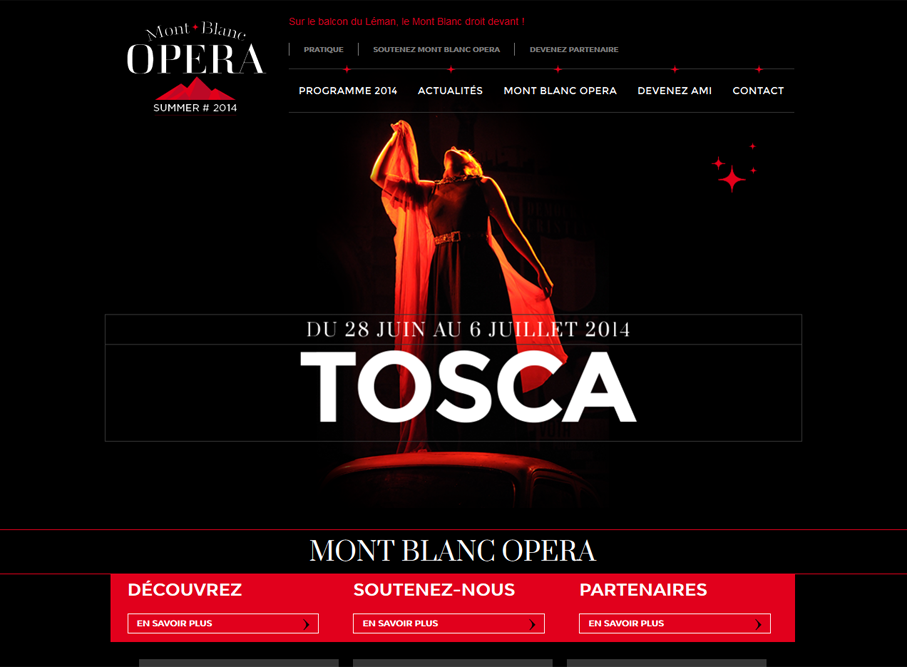 Mont Blanc
OPERA
SUMMER # 2014
Sur le balcon du Léman, le Mont Blanc droit devant !
PRATIQUE
SOUTENEZ MONT BLANC OPERA
DEVENEZ PARTENAIRE
PROGRAMME 2014
ACTUALITÉS
MONT BLANC OPERA
DEVENEZ AMI
CONTACT
DU 28 JUIN AU 6 JUILLET 2014
TOSCA
MONT BLANC OPERA
DÉCOUVREZ
EN SAVOIR PLUS
SOUTENEZ-NOUS
EN SAVOIR PLUS
PARTENAIRES
EN SAVOIR PLUS